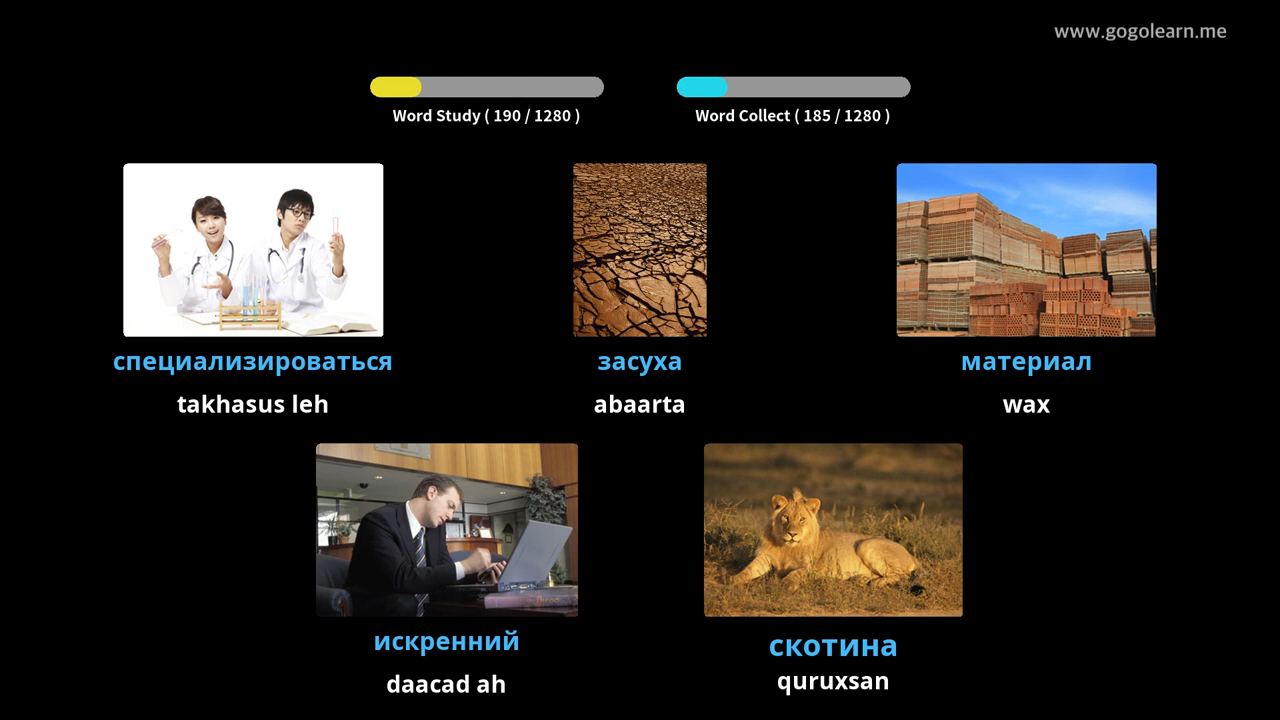 www.gogolearn.me
Word Study ( 190 / 1280 )
Word Collect ( 185 / 1280 )
специализироваться
takhasus leh
засуха
abaarta
материал
wax
искренний
daacad ah
скотина
quruxsan